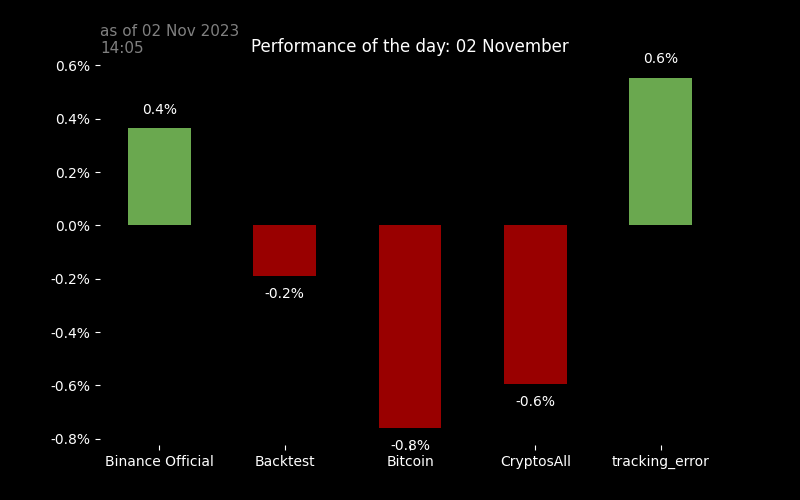 as of 02 Nov 2023
14:05
Performance of the day: 02 November
0.6%
0.4%
0.2%
0.0%
-0.2%
-0.4%
-0.6%
-0.8%
0.4%
-0.2%
-0.8%
-0.6%
0.6%
Binance Official
Backtest
Bitcoin
CryptosAll
tracking_error